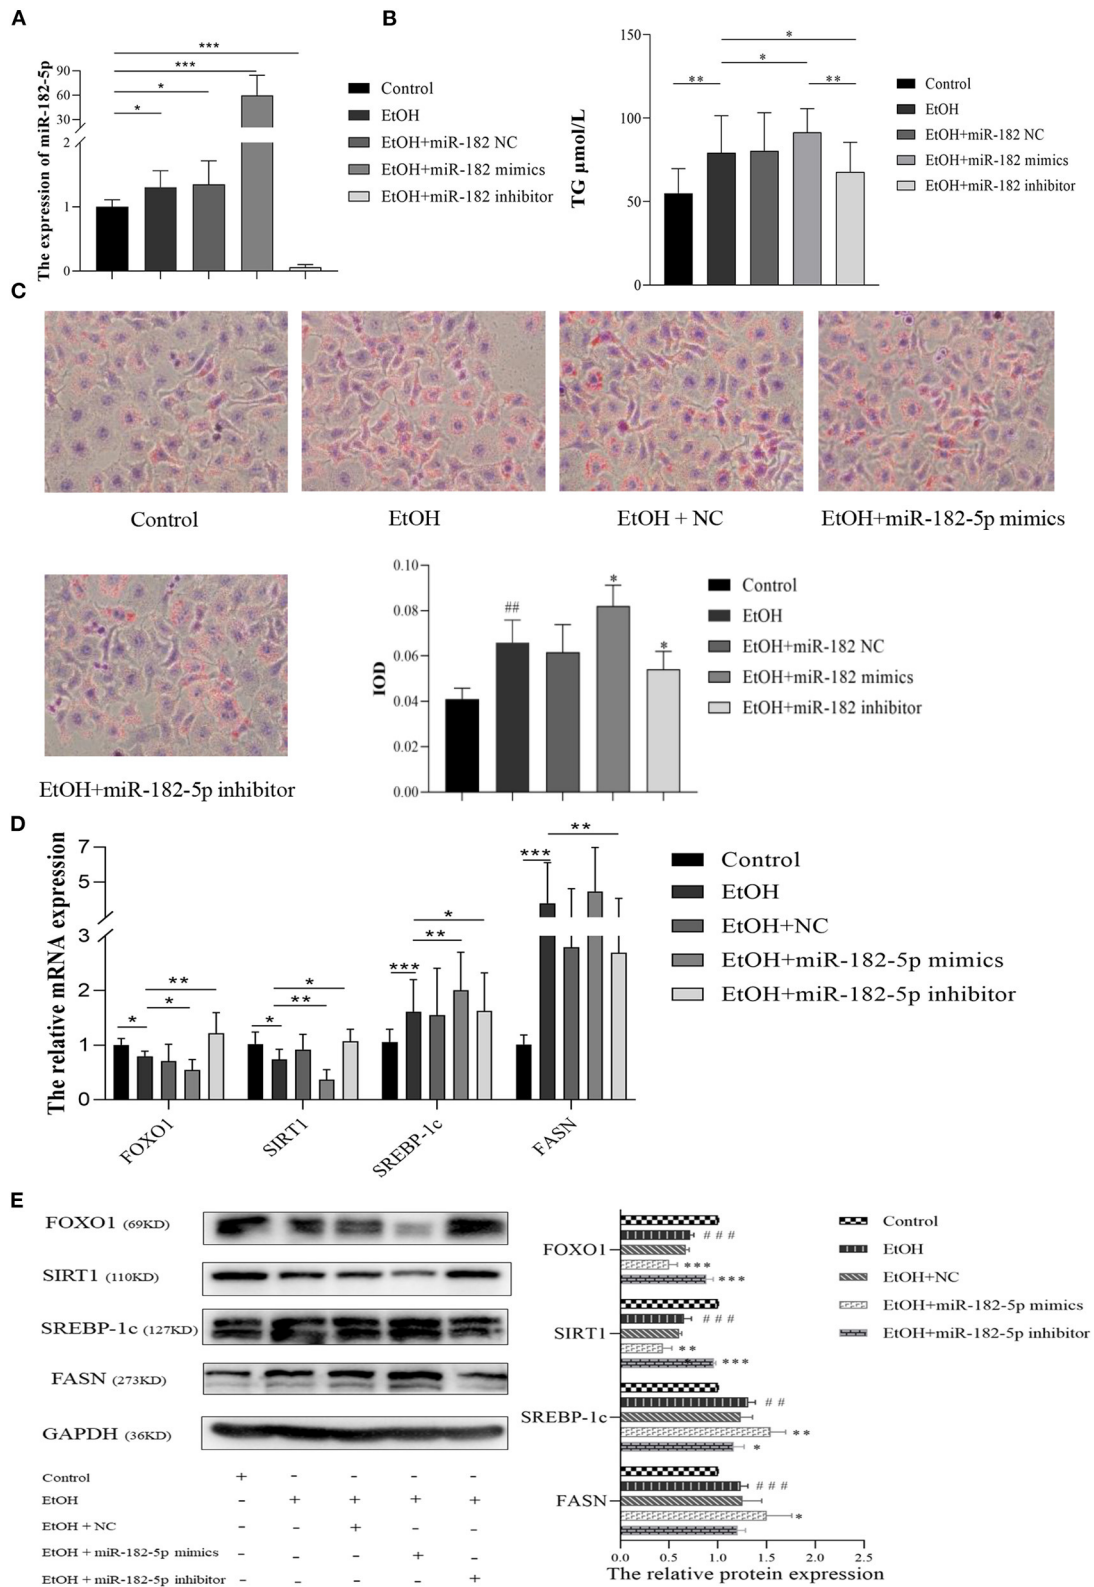 A
***
***
*
*
The expression of miR-182-5p
90
60
30
2
1
0
Control
EtOH
EtOH+miR-182 NC
EtOH+miR-182 mimics
EtOH+miR-182 inhibitor
B
*
*
**
**
TG μmol/L
150
100
50
0
Control
EtOH
EtOH+miR-182 NC
EtOH+miR-182 mimics
EtOH+miR-182 inhibitor
C
Control
EtOH
EtOH + NC
EtOH+miR-182-5p mimics
EtOH+miR-182-5p inhibitor
IOD
0.10
0.08
0.06
0.04
0.02
0.00
##
*
*
Control
EtOH
EtOH+miR-182 NC
EtOH+miR-182 mimics
EtOH+miR-182 inhibitor
D
The relative mRNA expression
7
5
3
2
1
0
*
*
**
*
**
*
***
**
*
***
**
FOXO1
SIRT1
SREBP-1c
FASN
Control
EtOH
EtOH+NC
EtOH+miR-182-5p mimics
EtOH+miR-182-5p inhibitor
E
FOXO1 (69KD)
SIRT1 (110KD)
SREBP-1c (127KD)
FASN (273KD)
GAPDH (36KD)
Control + - - - -
EtOH - + + + +
EtOH + NC - - + - -
EtOH + miR-182-5p mimics - - - + -
EtOH + miR-182-5p inhibitor - - - - +
FOXO1
###
***
***
SIRT1
###
**
***
SREBP-1c
##
**
*
FASN
###
*
0.0 0.5 1.0 1.5 2.0 2.5
The relative protein expression
Control
EtOH
EtOH+NC
EtOH+miR-182-5p mimics
EtOH+miR-182-5p inhibitor